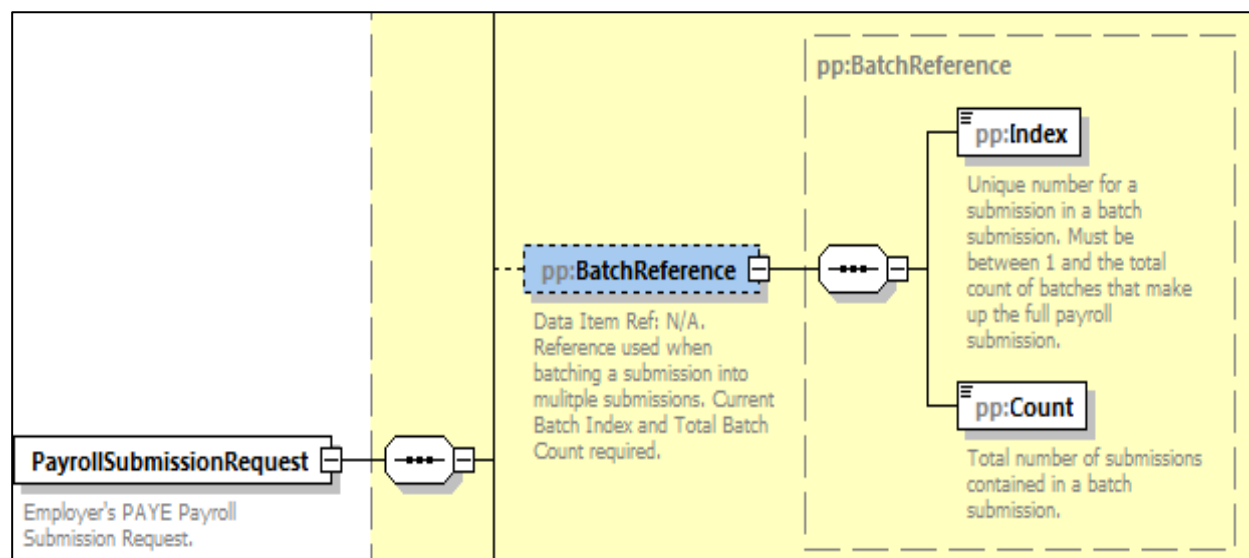 pp:BatchReference
pp:Index
Unique number for a
submission in a batch
submission. Must be
between 1 and the total
count of batches that make
up the full payroll
submission.
pp:BatchReference
Data Item Ref: N/A.
Reference used when
batching a submission into
mulitple submissions. Current
Batch Index and Total Batch
Count required.
pp:Count
Total number of submissions
contained in a batch
submission.
PayrollSubmissionRequest
Employer's PAYE Payroll
Submission Request.